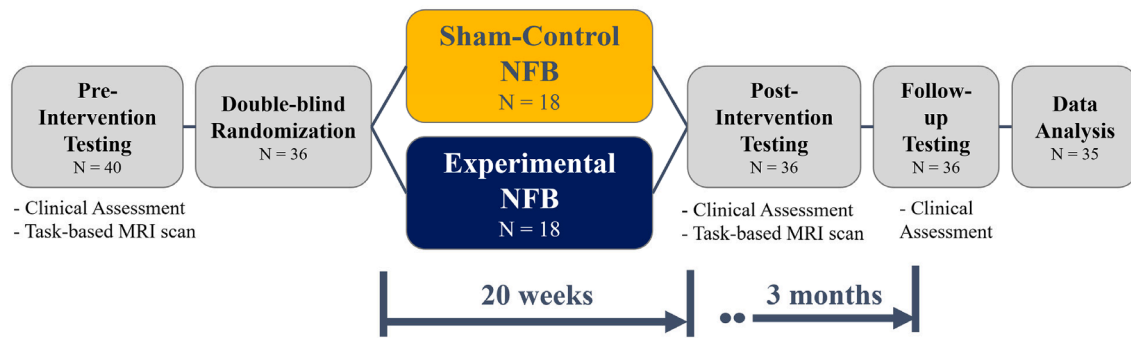 Pre-
Intervention
Testing
N = 40
- Clinical Assessment
- Task-based MRI scan
Double-blind
Randomization
N = 36
Sham-Control
NFB
N = 18
Experimental
NFB
N = 18
Post-
Intervention
Testing
N = 36
- Clinical Assessment
- Task-based MRI scan
Follow-
up
Testing
N = 36
- Clinical
Assessment
Data
Analysis
N = 35
20 weeks
3 months